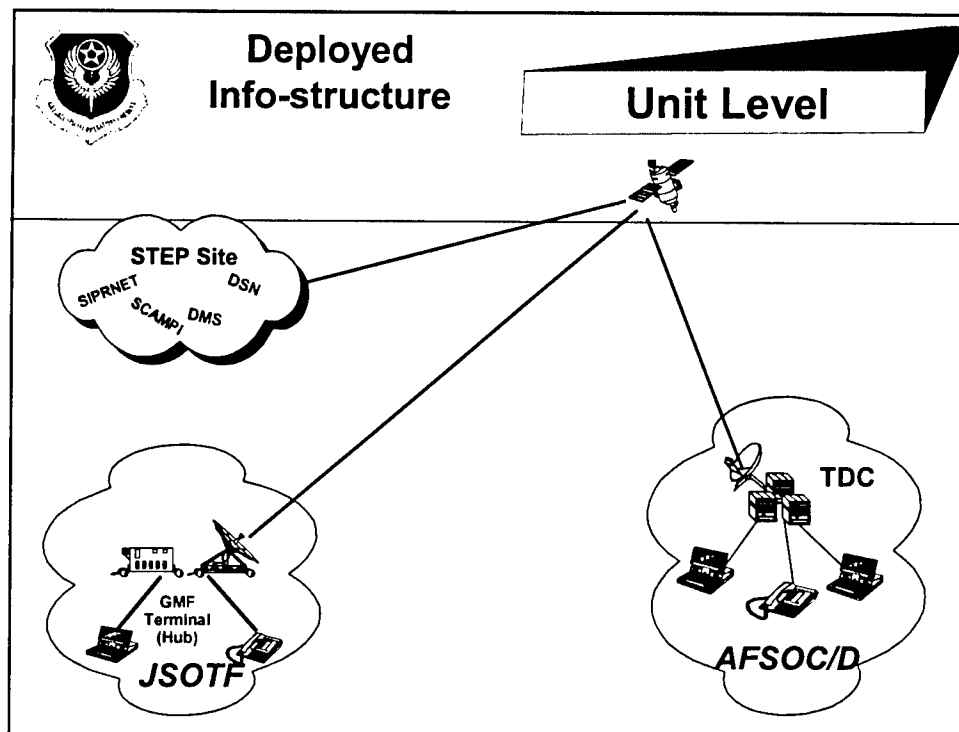 Deployed
Info-structure
Unit Level
STEP Site
SIPRNET
DSN
SCAMPI
DMS
TDC
GMF
Terminal
(Hub)
JSOTF
AFSOC/D